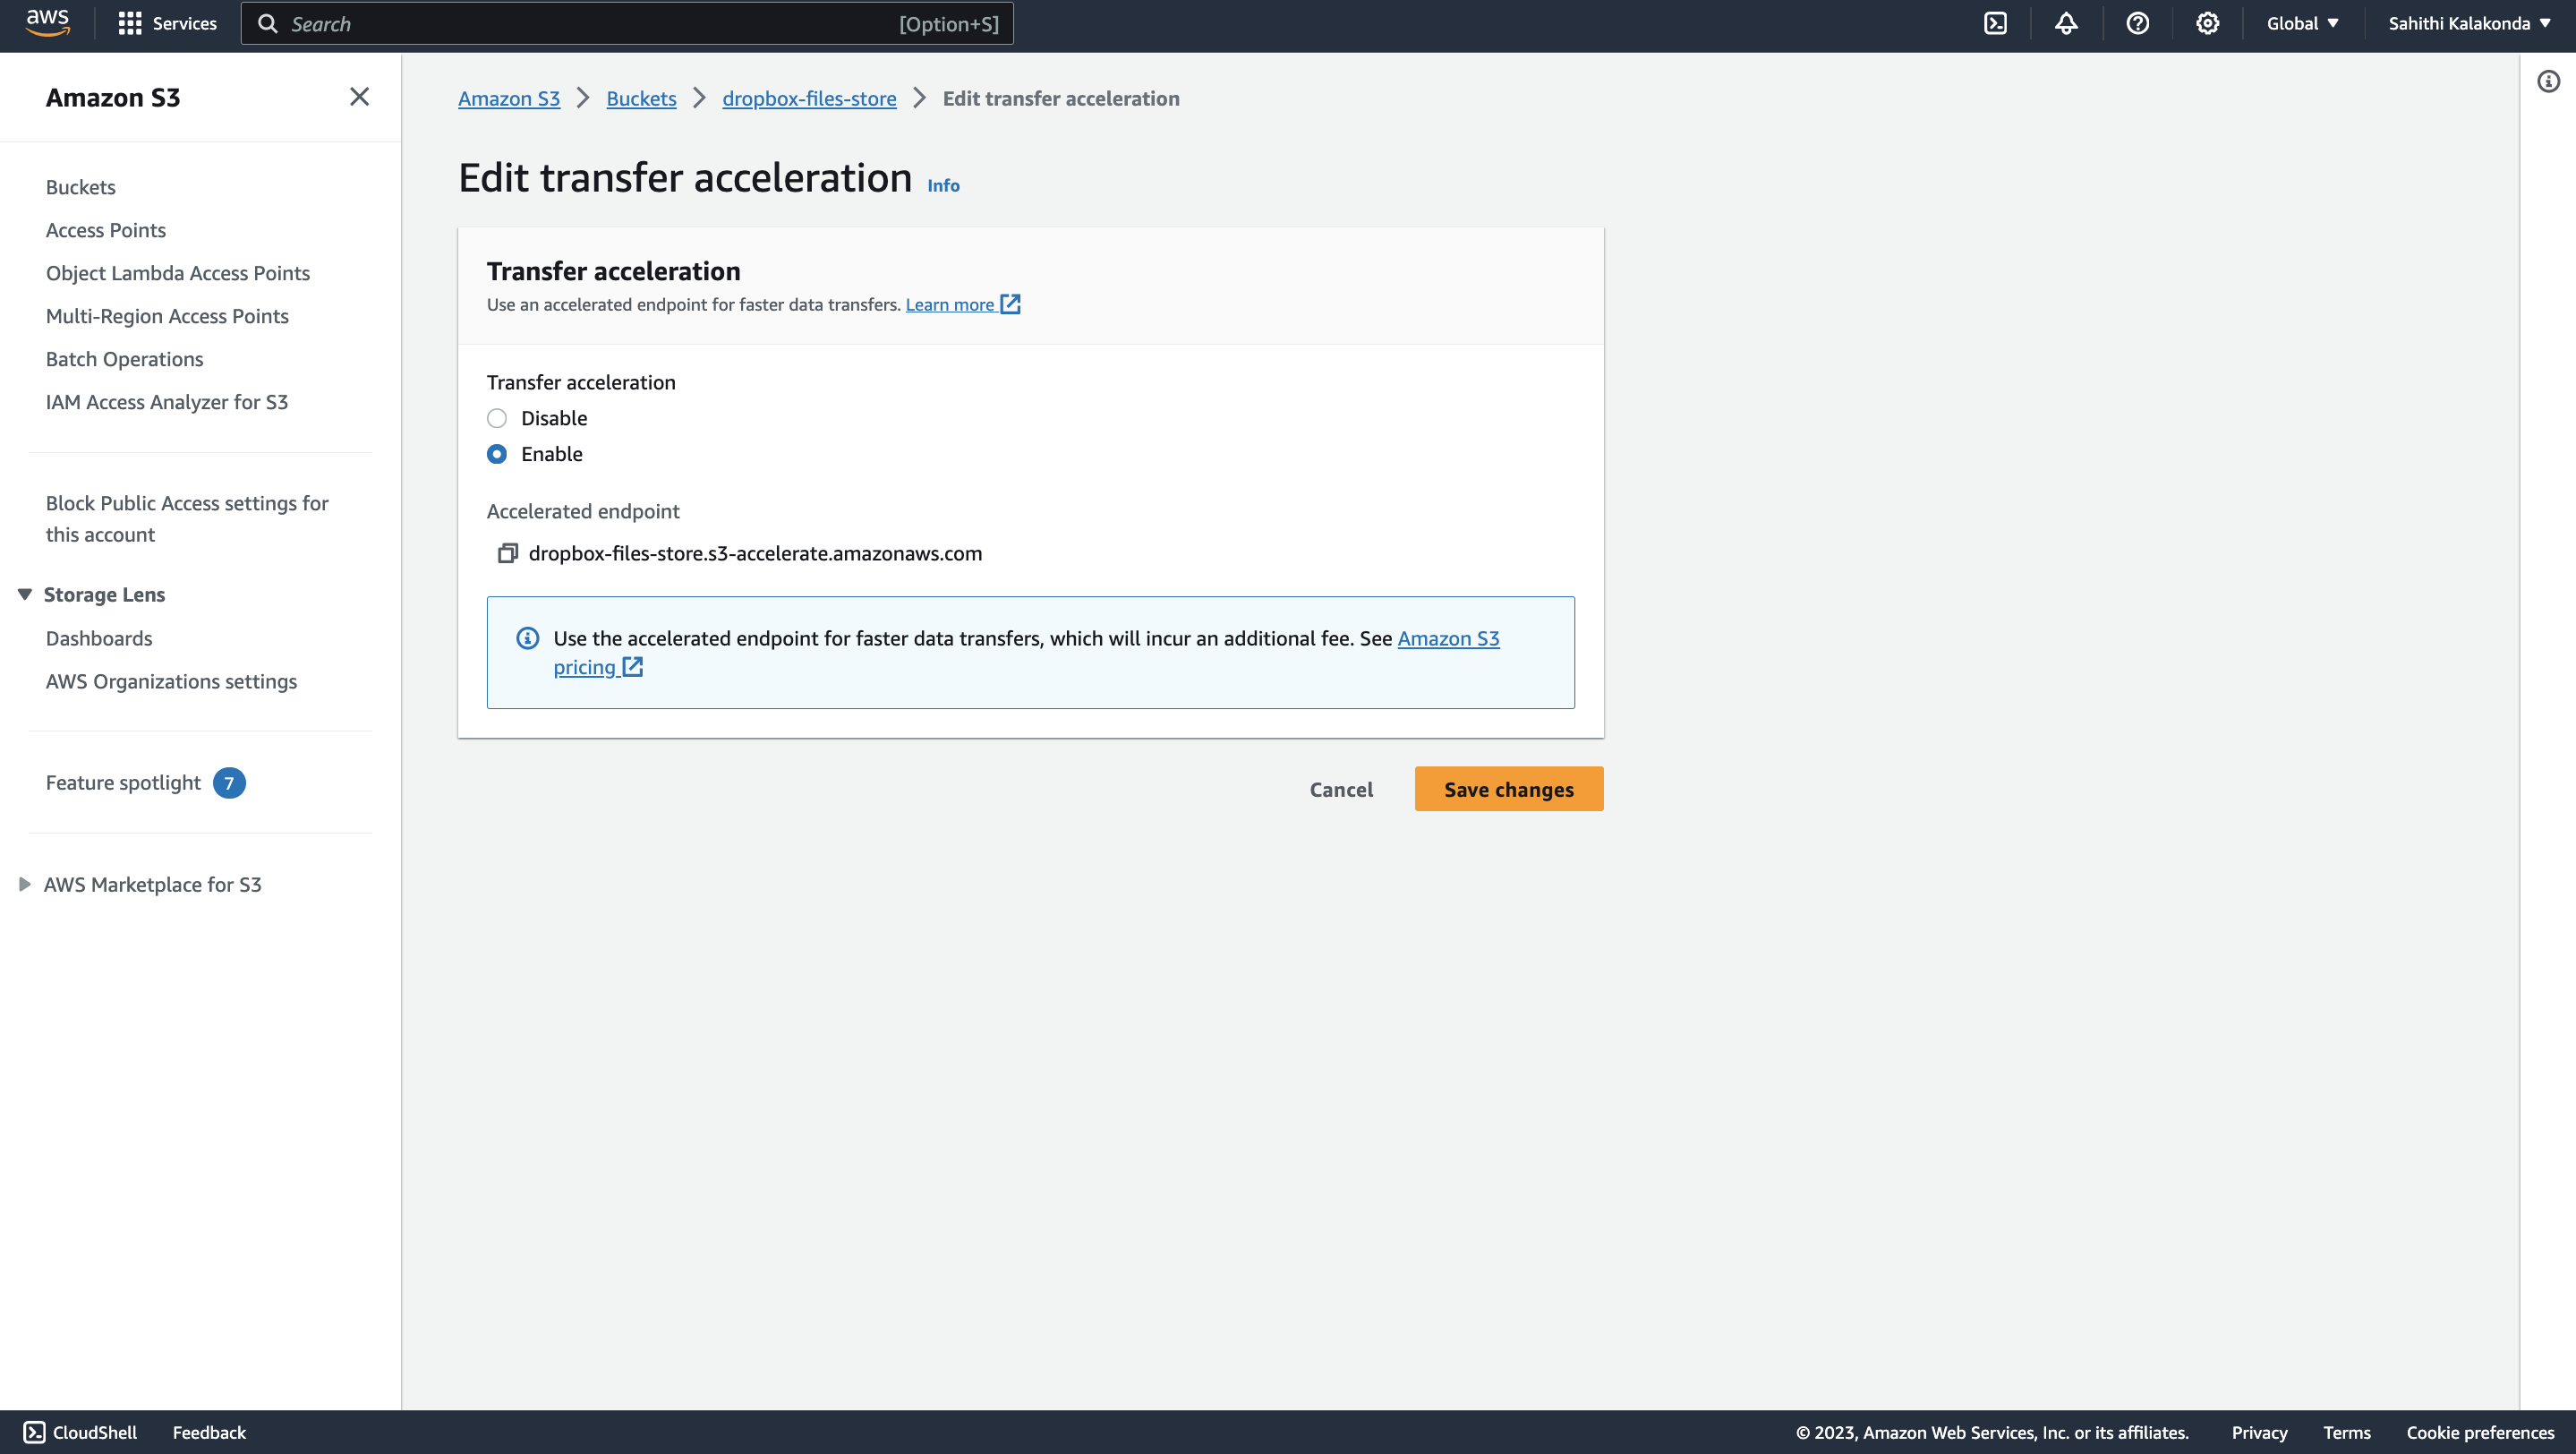 aws
Services
Search
[Option+S]
Global
Sahithi Kalakonda
Amazon S3
Buckets
Access Points
Object Lambda Access Points
Multi-Region Access Points
Batch Operations
IAM Access Analyzer for S3
Block Public Access settings for
this account
Storage Lens
Dashboards
AWS Organizations settings
Feature spotlight 7
AWS Marketplace for S3
Amazon S3 > Buckets > dropbox-files-store > Edit transfer acceleration
Edit transfer acceleration Info
Transfer acceleration
Use an accelerated endpoint for faster data transfers. Learn more
Transfer acceleration
Disable
Enable
Accelerated endpoint
dropbox-files-store.s3-accelerate.amazonaws.com
Use the accelerated endpoint for faster data transfers, which will incur an additional fee. See Amazon S3
pricing
Cancel
Save changes
CloudShell
Feedback
© 2023, Amazon Web Services, Inc. or its affiliates.
Privacy
Terms
Cookie preferences